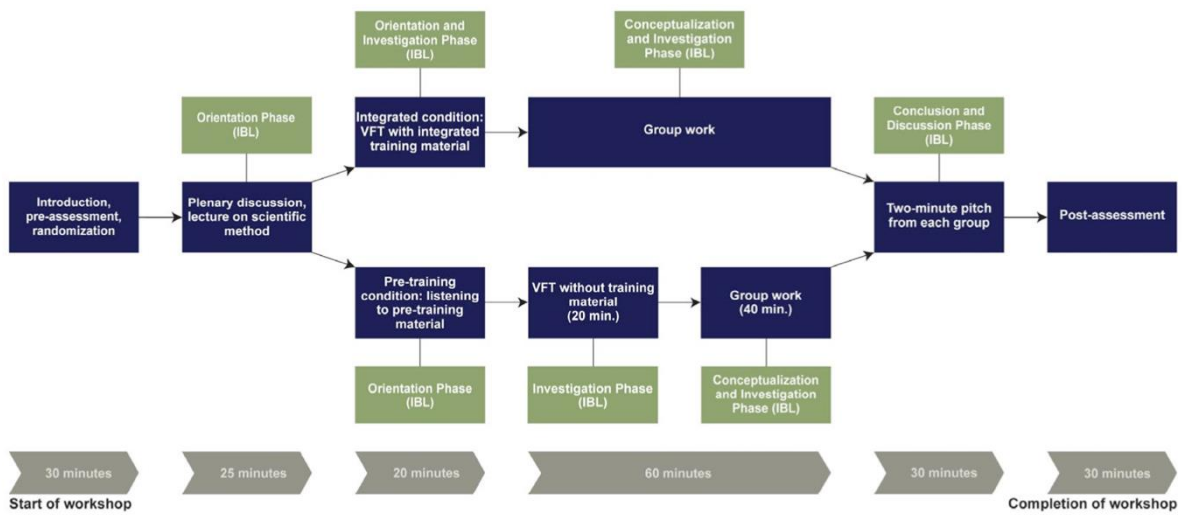 Orientation and
Investigation Phase
(IBL)
Conceptualization
and Investigation
Phase (IBL)
Orientation Phase
(IBL)
Integrated condition:
VFT with integrated
training material
Group work
Conclusion and
Discussion Phase
(IBL)
Introduction,
pre-assessment,
randomization
Plenary discussion,
lecture on scientific
method
Two-minute pitch
from each group
Post-assessment
Pre-training
condition: listening
to pre-training
material
VFT without training
material
(20 min.)
Group work
(40 min.)
Orientation Phase
(IBL)
Investigation Phase
(IBL)
Conceptualization
and Investigation
Phase (IBL)
30 minutes
25 minutes
20 minutes
60 minutes
30 minutes
30 minutes
Start of workshop
Completion of workshop